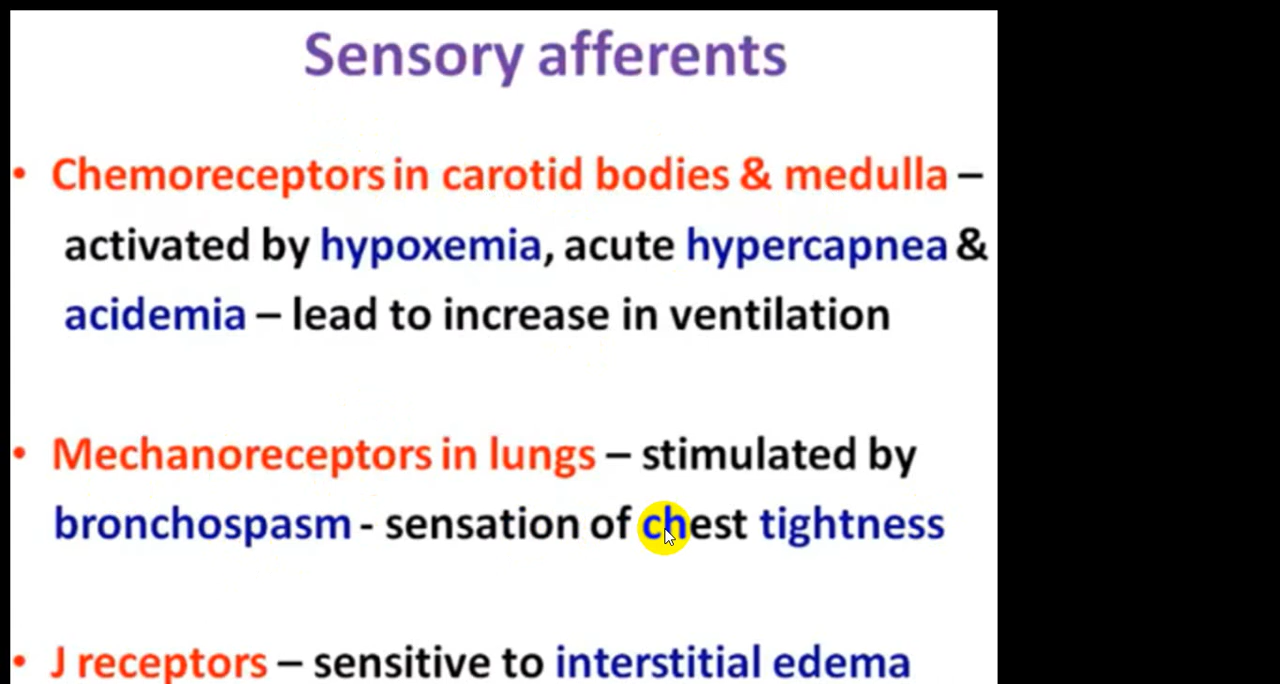 Sensory afferents
• Chemoreceptors in carotid bodies & medulla –
activated by hypoxemia, acute hypercapnea &
acidemia – lead to increase in ventilation
• Mechanoreceptors in lungs – stimulated by
bronchospasm - sensation of chest tightness
• J receptors – sensitive to interstitial edema